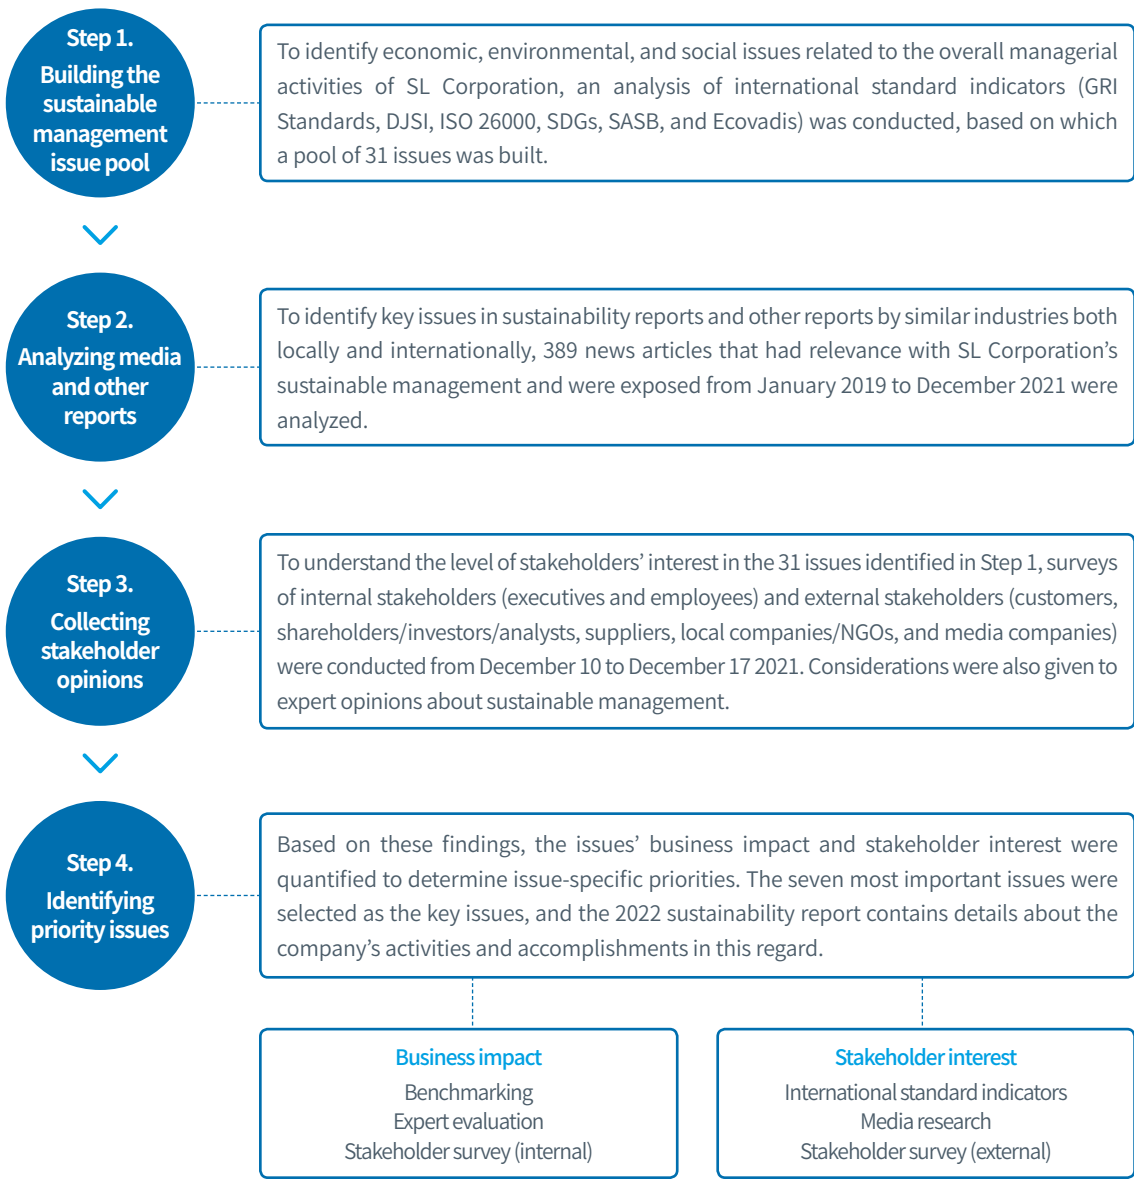 Step 1.
Building the
sustainable
management
issue pool
To identify economic, environmental, and social issues related to the overall managerial
activities of SL Corporation, an analysis of international standard indicators (GRI
Standards, DJSI, ISO 26000, SDGs, SASB, and Ecovadis) was conducted, based on which
a pool of 31 issues was built.
Step 2.
Analyzing media
and other
reports
To identify key issues in sustainability reports and other reports by similar industries both
locally and internationally, 389 news articles that had relevance with SL Corporation’s
sustainable management and were exposed from January 2019 to December 2021 were
analyzed.
Step 3.
Collecting
stakeholder
opinions
To understand the level of stakeholders’ interest in the 31 issues identified in Step 1, surveys
of internal stakeholders (executives and employees) and external stakeholders (customers,
shareholders/investors/analysts, suppliers, local companies/NGOs, and media companies)
were conducted from December 10 to December 17 2021. Considerations were also given to
expert opinions about sustainable management.
Step 4.
Identifying
priority issues
Based on these findings, the issues’ business impact and stakeholder interest were
quantified to determine issue-specific priorities. The seven most important issues were
selected as the key issues, and the 2022 sustainability report contains details about the
company’s activities and accomplishments in this regard.
Business impact
Benchmarking
Expert evaluation
Stakeholder survey (internal)
Stakeholder interest
International standard indicators
Media research
Stakeholder survey (external)